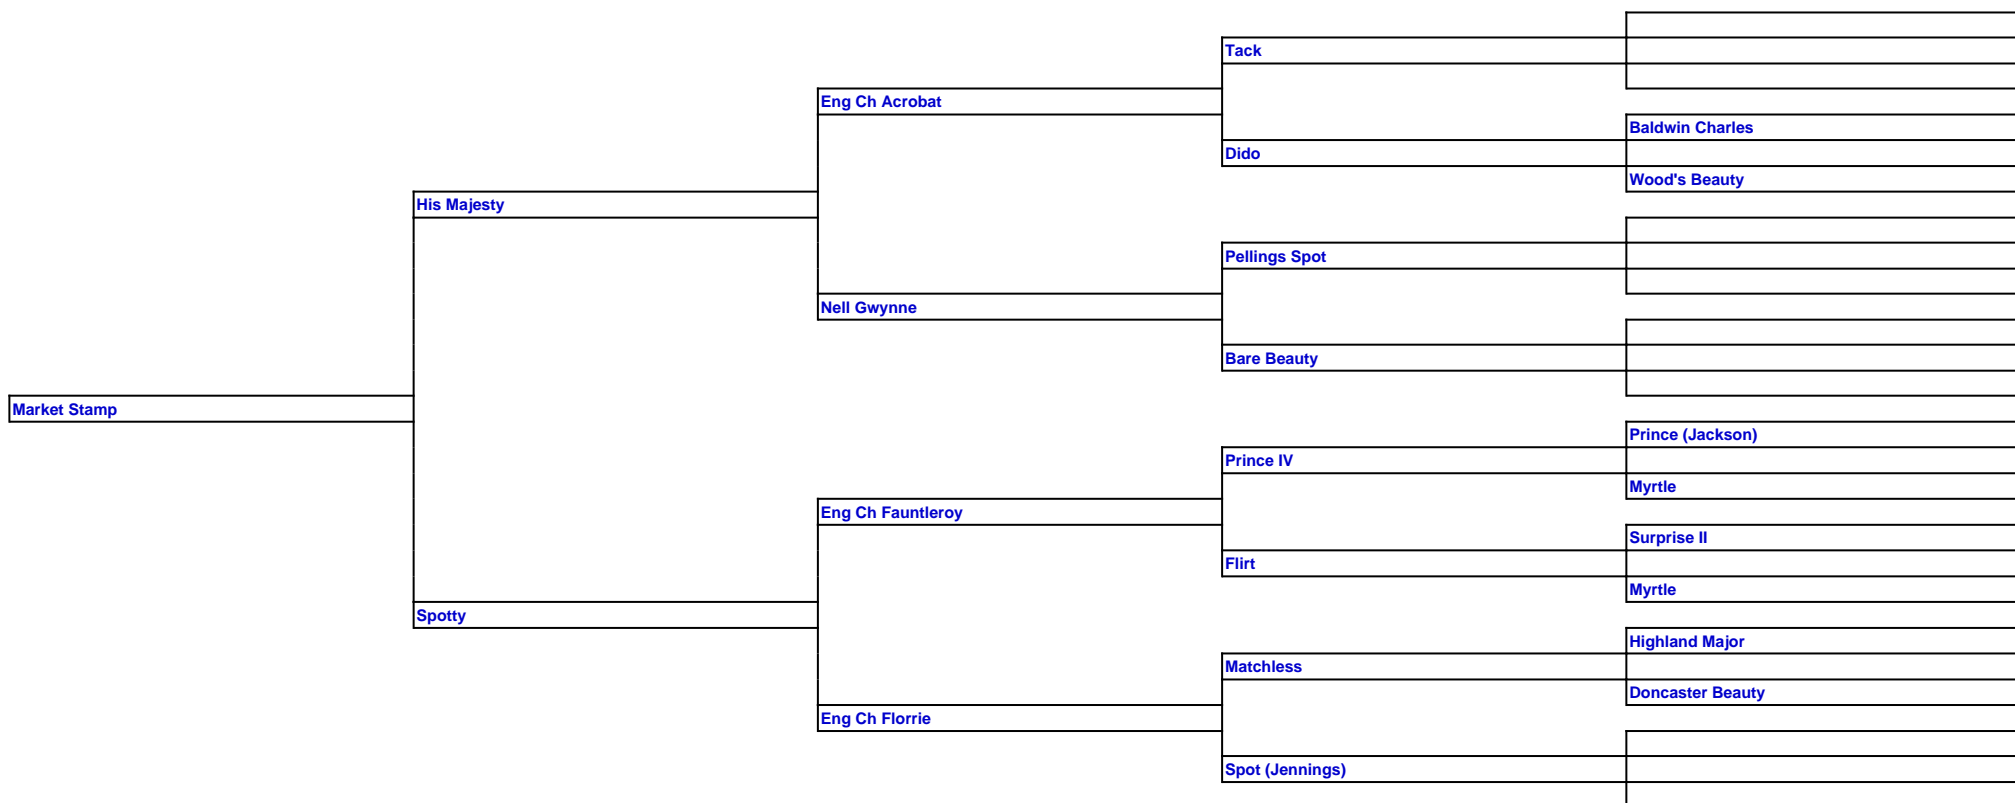 Tack
Eng Ch Acrobat
Baldwin Charles
Dido
Wood's Beauty
His Majesty
Pellings Spot
Nell Gwynne
Bare Beauty
Market Stamp
Prince (Jackson)
Prince IV
Myrtle
Eng Ch Fauntleroy
Surprise II
Flirt
Myrtle
Spotty
Highland Major
Matchless
Doncaster Beauty
Eng Ch Florrie
Spot (Jennings)